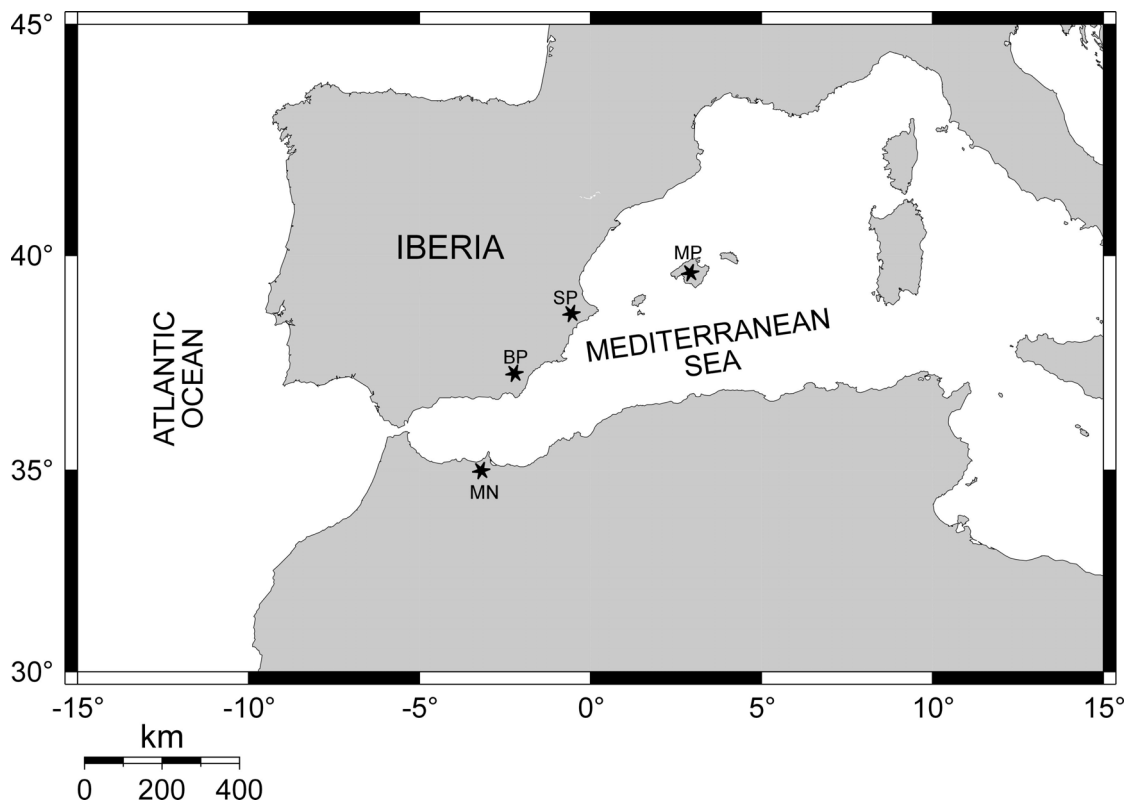 45°
40°
35°
30°
IBERIA
MP
SP
BP
MN
MEDITERRANEAN
SEA
ATLANTIC
OCEAN
-15°
-10°
-5°
0°
5°
10°
15°
km
0 200 400